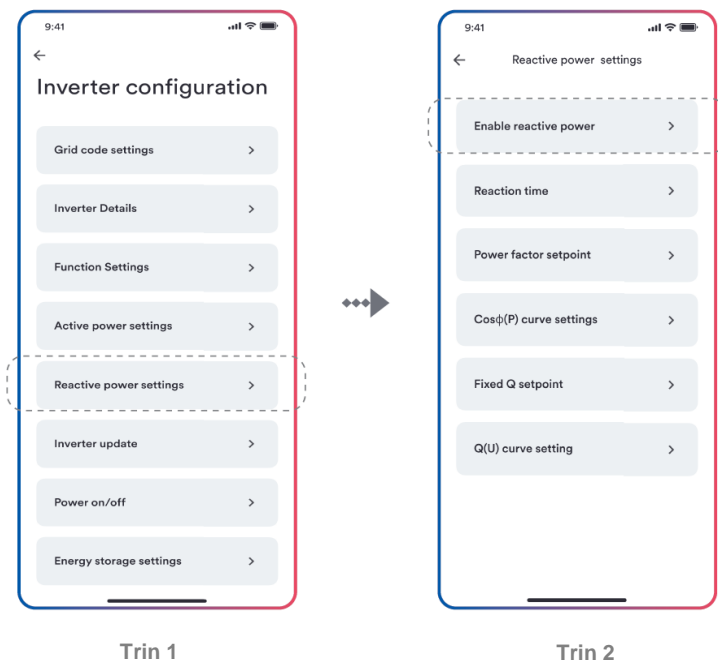 9:41
Inverter configuration
Grid code settings
Inverter Details
Function Settings
Active power settings
Reactive power settings
Inverter update
Power on/off
Energy storage settings
Trin 1
9:41
Reactive power settings
Enable reactive power
Reaction time
Power factor setpoint
Cosϕ(P) curve settings
Fixed Q setpoint
Q(U) curve setting
Trin 2